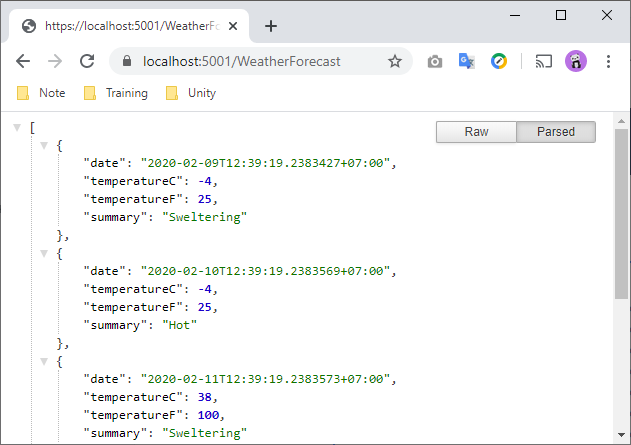 https://localhost:5001/WeatherFo
localhost:5001/WeatherForecast
Note Training Unity
Raw Parsed
[
{
"date": "2020-02-09T12:39:19.2383427+07:00",
"temperatureC": -4,
"temperatureF": 25,
"summary": "Sweltering"
},
{
"date": "2020-02-10T12:39:19.2383569+07:00",
"temperatureC": -4,
"temperatureF": 25,
"summary": "Hot"
},
{
"date": "2020-02-11T12:39:19.2383573+07:00",
"temperatureC": 38,
"temperatureF": 100,
"summary": "Sweltering"